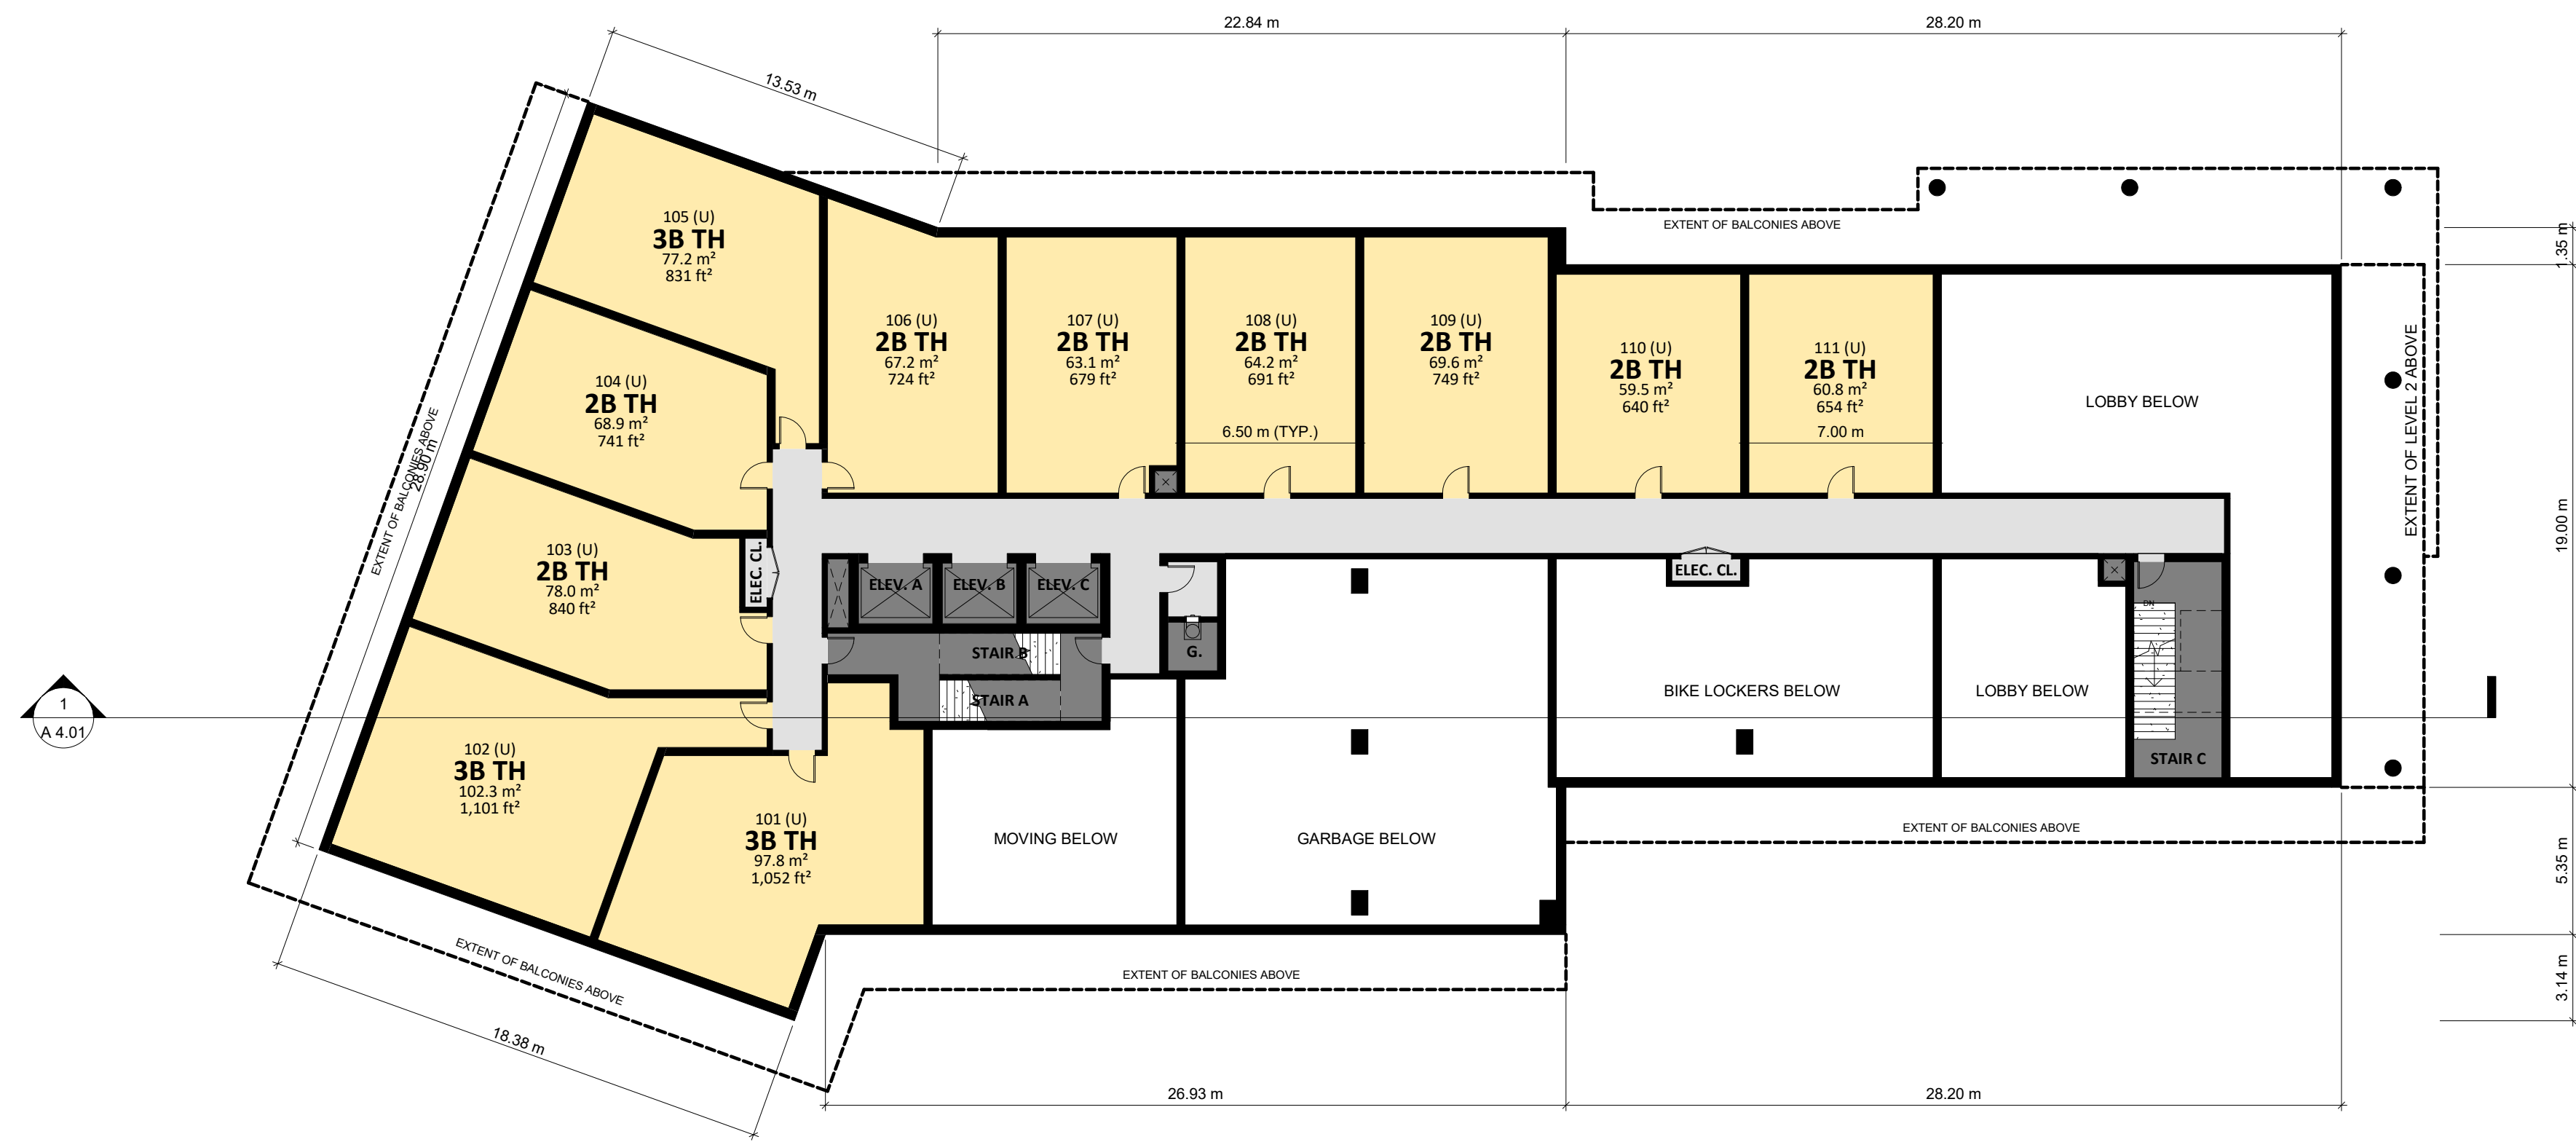 22.84 m
28.20 m
13.53 m
EXTENT OF BALCONIES ABOVE
1.35 m
105 (U)
3B TH
77.2 m²
831 ft²
106 (U)
2B TH
67.2 m²
724 ft²
107 (U)
2B TH
63.1 m²
679 ft²
108 (U)
2B TH
64.2 m²
691 ft²
6.50 m (TYP.)
109 (U)
2B TH
69.6 m²
749 ft²
110 (U)
2B TH
59.5 m²
640 ft²
111 (U)
2B TH
60.8 m²
654 ft²
7.00 m
LOBBY BELOW
EXTENT OF LEVEL 2 ABOVE
19.00 m
104 (U)
2B TH
68.9 m²
741 ft²
EXTENT OF BALCONIES ABOVE
28.90 m
103 (U)
2B TH
78.0 m²
840 ft²
ELEC. CL.
ELEV. A
ELEV. B
ELEV. C
ELEC. CL.
DN
STAIR B
G.
STAIR A
BIKE LOCKERS BELOW
LOBBY BELOW
STAIR C
1
A 4.01
102 (U)
3B TH
102.3 m²
1,101 ft²
101 (U)
3B TH
97.8 m²
1,052 ft²
MOVING BELOW
GARBAGE BELOW
EXTENT OF BALCONIES ABOVE
5.35 m
EXTENT OF BALCONIES ABOVE
EXTENT OF BALCONIES ABOVE
3.14 m
18.38 m
26.93 m
28.20 m